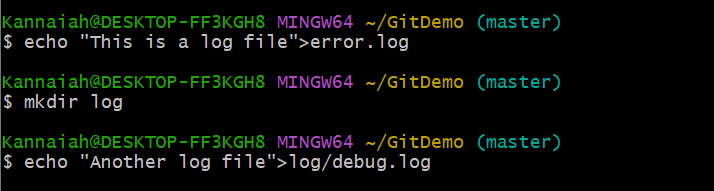 Kannaiah@DESKTOP-FF3KGH8 MINGW64 ~/GitDemo (master)
$ echo "This is a log file">error.log
Kannaiah@DESKTOP-FF3KGH8 MINGW64 ~/GitDemo (master)
$ mkdir log
Kannaiah@DESKTOP-FF3KGH8 MINGW64 ~/GitDemo (master)
$ echo "Another log file">log/debug.log